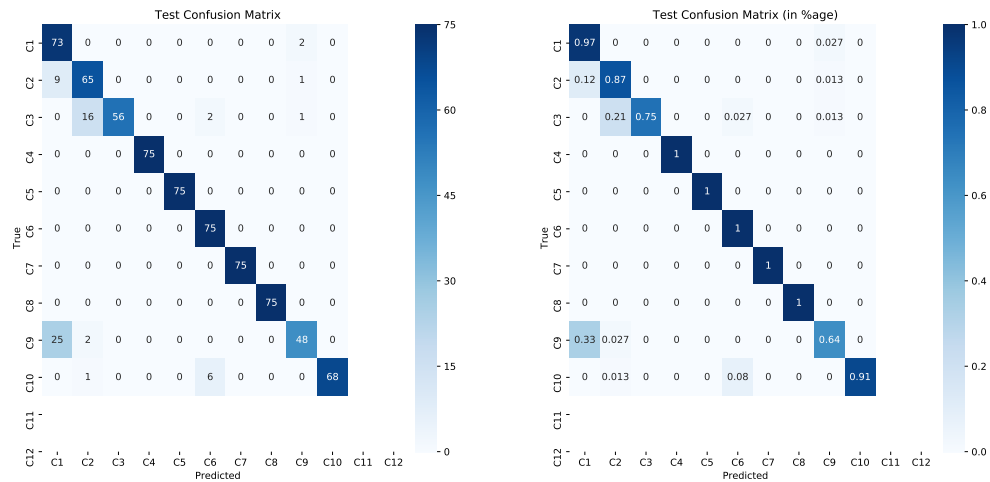 Test Confusion Matrix
C1 73 0 0 0 0 0 0 0 2 0
C2 9 65 0 0 0 0 0 0 1 0
C3 0 16 56 0 0 2 0 0 1 0
C4 0 0 0 75 0 0 0 0 0 0
C5 0 0 0 0 75 0 0 0 0 0
C6 0 0 0 0 0 75 0 0 0 0
C7 0 0 0 0 0 0 75 0 0 0
C8 0 0 0 0 0 0 0 75 0 0
C9 25 2 0 0 0 0 0 0 48 0
C10 0 1 0 0 0 6 0 0 0 68
C11
C12
True
C1 C2 C3 C4 C5 C6 C7 C8 C9 C10 C11 C12
Predicted
75
60
45
30
15
0
Test Confusion Matrix (in %age)
C1 0.97 0 0 0 0 0 0 0 0.027 0
C2 0.12 0.87 0 0 0 0 0 0 0.013 0
C3 0 0.21 0.75 0 0 0.027 0 0 0.013 0
C4 0 0 0 1 0 0 0 0 0 0
C5 0 0 0 0 1 0 0 0 0 0
C6 0 0 0 0 0 1 0 0 0 0
C7 0 0 0 0 0 0 1 0 0 0
C8 0 0 0 0 0 0 0 1 0 0
C9 0.33 0.027 0 0 0 0 0 0 0.64 0
C10 0 0.013 0 0 0 0.08 0 0 0 0.91
C11
C12
True
C1 C2 C3 C4 C5 C6 C7 C8 C9 C10 C11 C12
Predicted
1.0
0.8
0.6
0.4
0.2
0.0